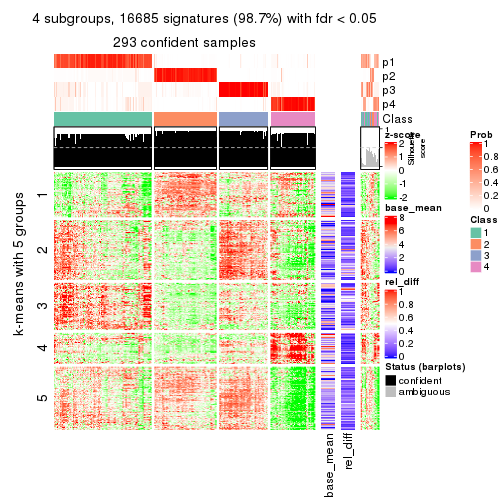 4 subgroups, 16685 signatures (98.7%) with fdr < 0.05
293 confident samples
p1
p2
p3
p4
Class
1
Silhouette
score
k-means with 5 groups
1
2
3
4
5
base_mean
rel_diff
z-score
2
1
0
-1
-2
base_mean
8
6
4
2
0
rel_diff
1
0.8
0.6
0.4
0.2
0
Status (barplots)
confident
ambiguous
Prob
1
0.8
0.6
0.4
0.2
0
Class
1
2
3
4